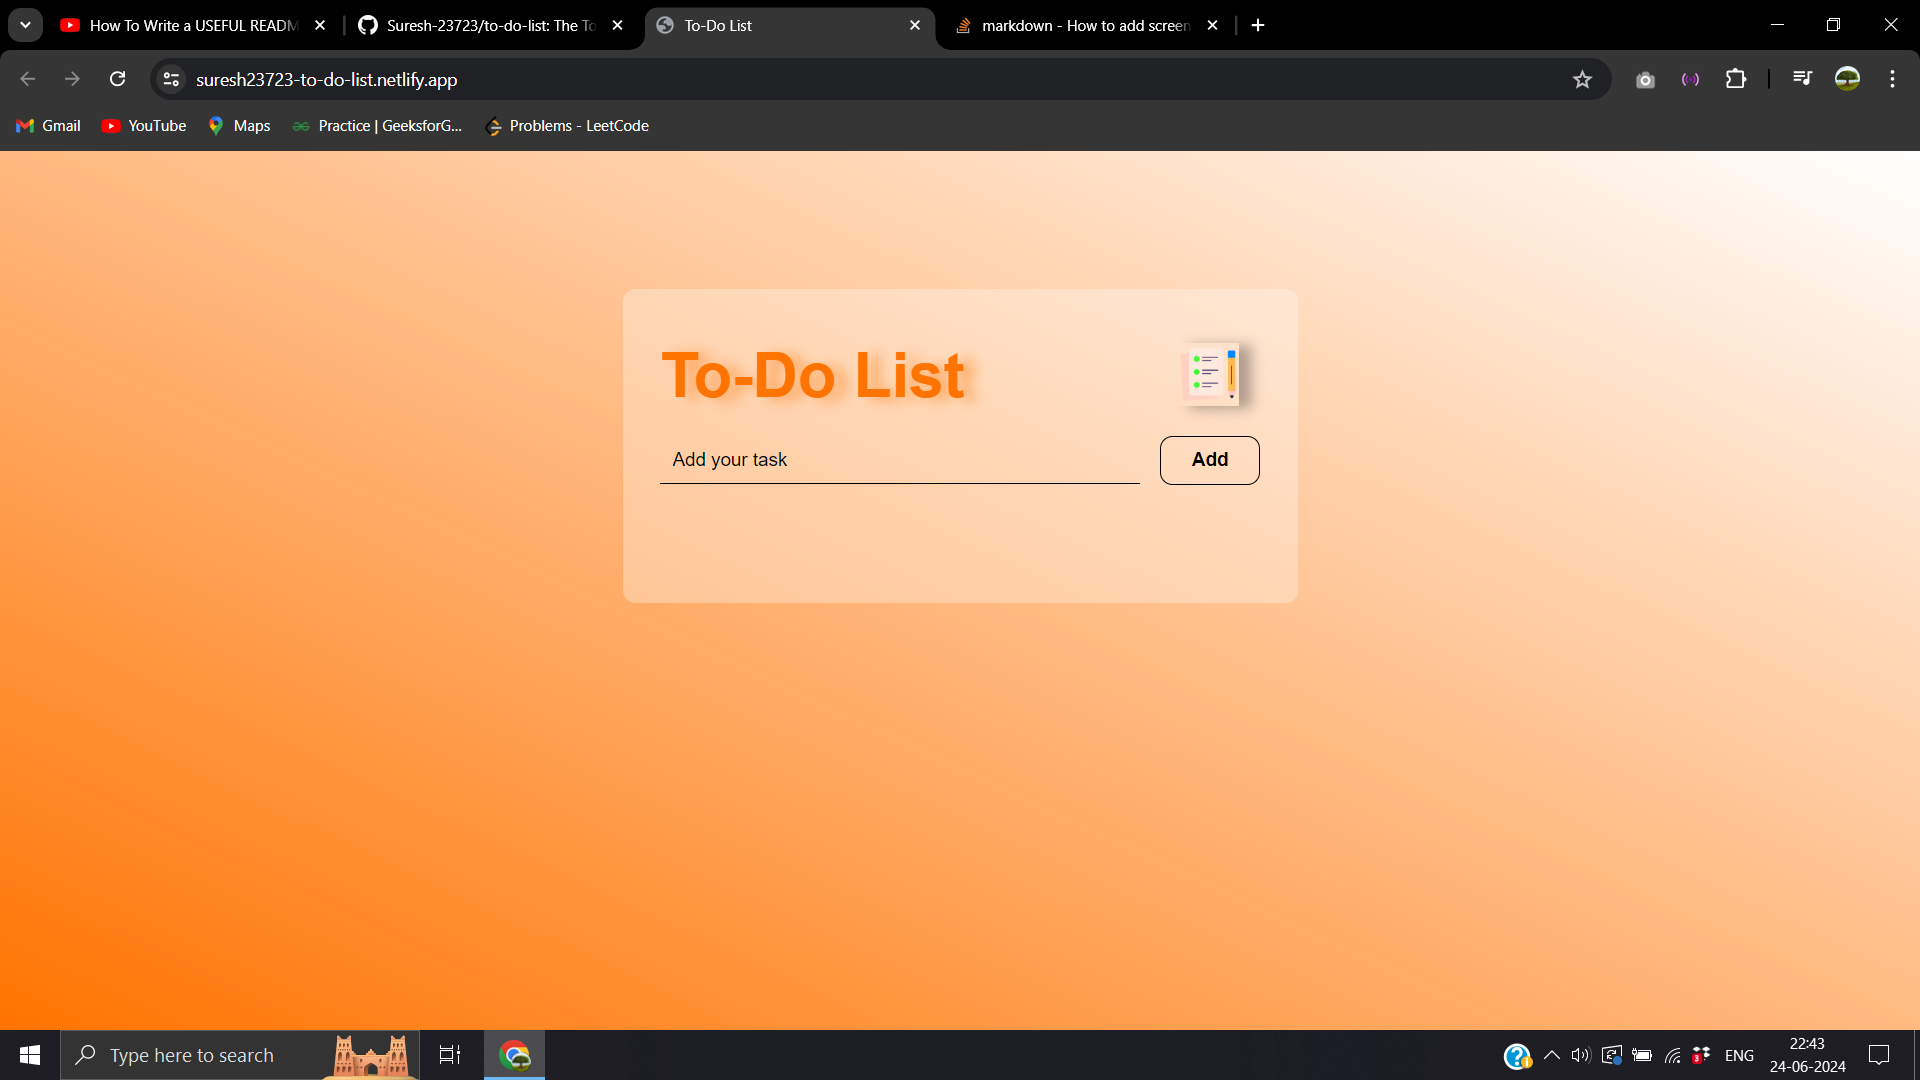 How To Write a USEFUL READM
Suresh-23723/to-do-list: The To
To-Do List
markdown - How to add screen
suresh23723-to-do-list.netlify.app
Gmail
YouTube
Maps
Practice | GeeksforG...
Problems - LeetCode
To-Do List
Add your task
Add
Type here to search
3
ENG
22:43
24-06-2024